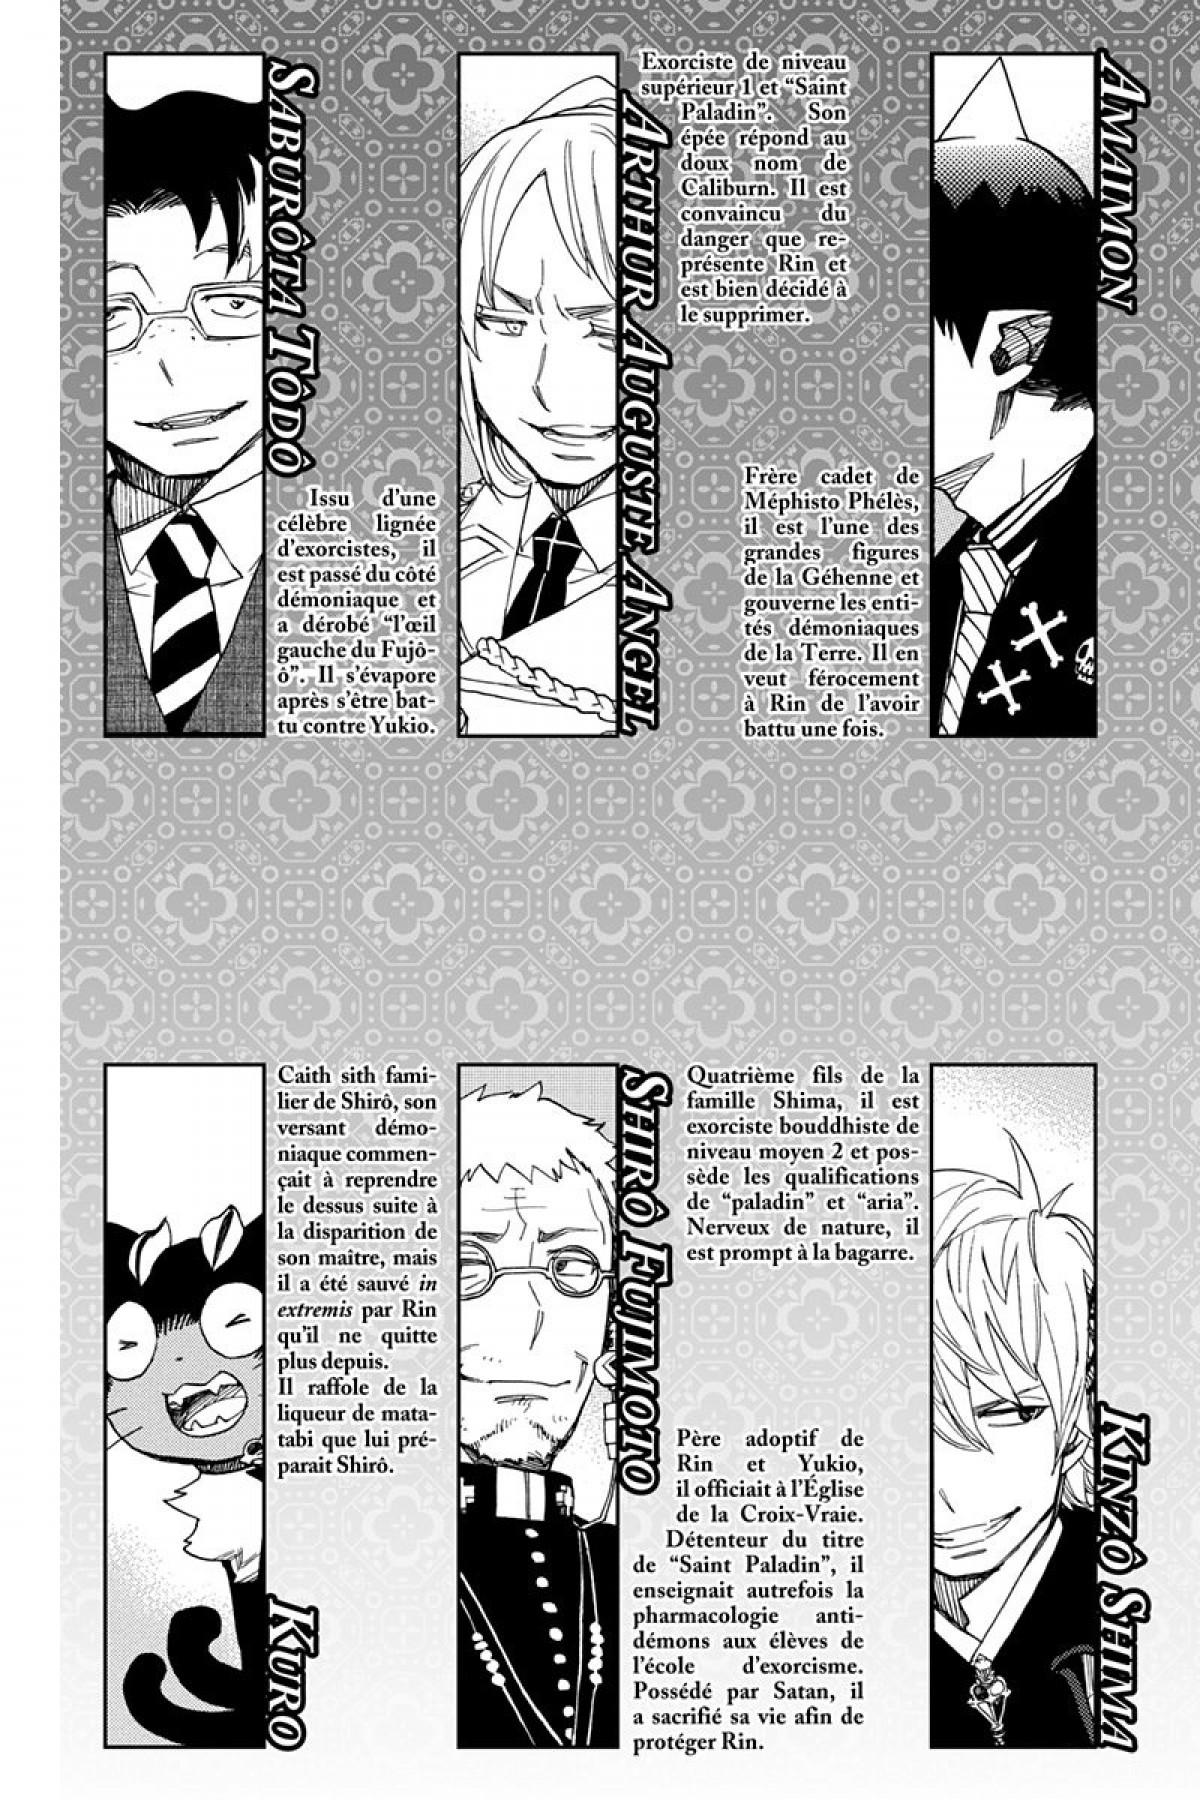 AMAIMON
Frère cadet de
Méphisto Phélès,
il est l'une des
grandes figures
de la Géhenne et
gouverne les enti-
tés démoniaques
de la Terre. Il en
veut férocement
à Rin de l'avoir
battu une fois.
ARTHUR AUGUSTE ANGEL
Exorciste de niveau
supérieur 1 et “Saint
Paladin”. Son
épée répond au
doux nom de
Caliburn. Il est
convaincu du
danger que re-
présente Rin et
est bien décidé à
le supprimer.
SABURÔTA TÔDÔ
Issu d'une
célèbre lignée
d'exorcistes, il
est passé du côté
démoniaque et
a dérobé “l'œil
gauche du Fujô-
ô”. Il s'évapore
après s'être bat-
tu contre Yukio.
KINZÔ SHIMA
Quatrième fils de la
famille Shima, il est
exorciste bouddhiste de
niveau moyen 2 et pos-
sède les qualifications
de “paladin” et “aria”.
Nerveux de nature, il
est prompt à la bagarre.
SHIRÔ FUJIMOTO
Père adoptif de
Rin et Yukio,
il officiait à l'Église
de la Croix-Vraie.
Détenteur du titre
de “Saint Paladin”, il
enseignait autrefois la
pharmacologie anti-
démons aux élèves de
l'école d'exorcisme.
Possédé par Satan, il
a sacrifié sa vie afin de
protéger Rin.
KURO
Caith sith fami-
lier de Shirô, son
versant démo-
niaque commen-
çait à reprendre
le dessus suite à
la disparition de
son maître, mais
il a été sauvé in
extremis par Rin
qu'il ne quitte
plus depuis.
Il raffole de la
liqueur de mata-
tabi que lui pré-
parait Shirô.